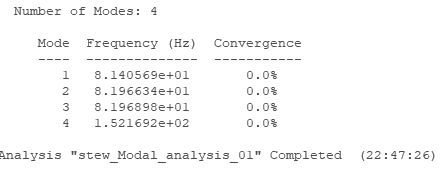 Number of Modes: 4
Mode Frequency (Hz) Convergence
---- -------------- -----------
1 8.140569e+01 0.0%
2 8.196634e+01 0.0%
3 8.196898e+01 0.0%
4 1.521692e+02 0.0%
Analysis "stew_Modal_analysis_01" Completed (22:47:26)